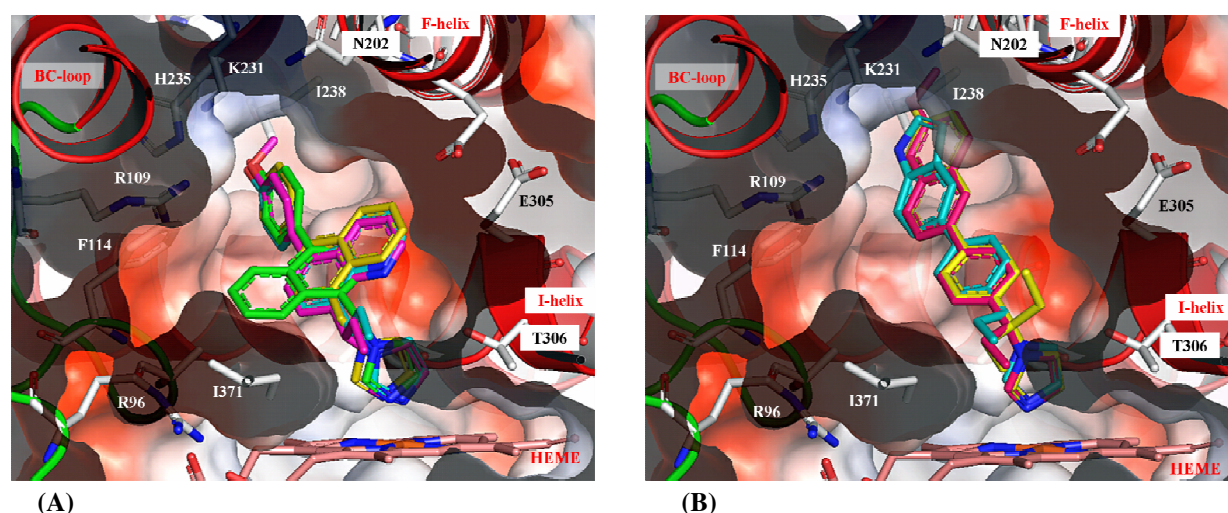 F-helix
N202
BC-loop
H235
K231
I238
R109
E305
F114
I-helix
T306
I371
R96
HEME
(A)
F-helix
N202
BC-loop
H235
K231
I238
R109
E305
F114
I-helix
T306
I371
R96
HEME
(B)